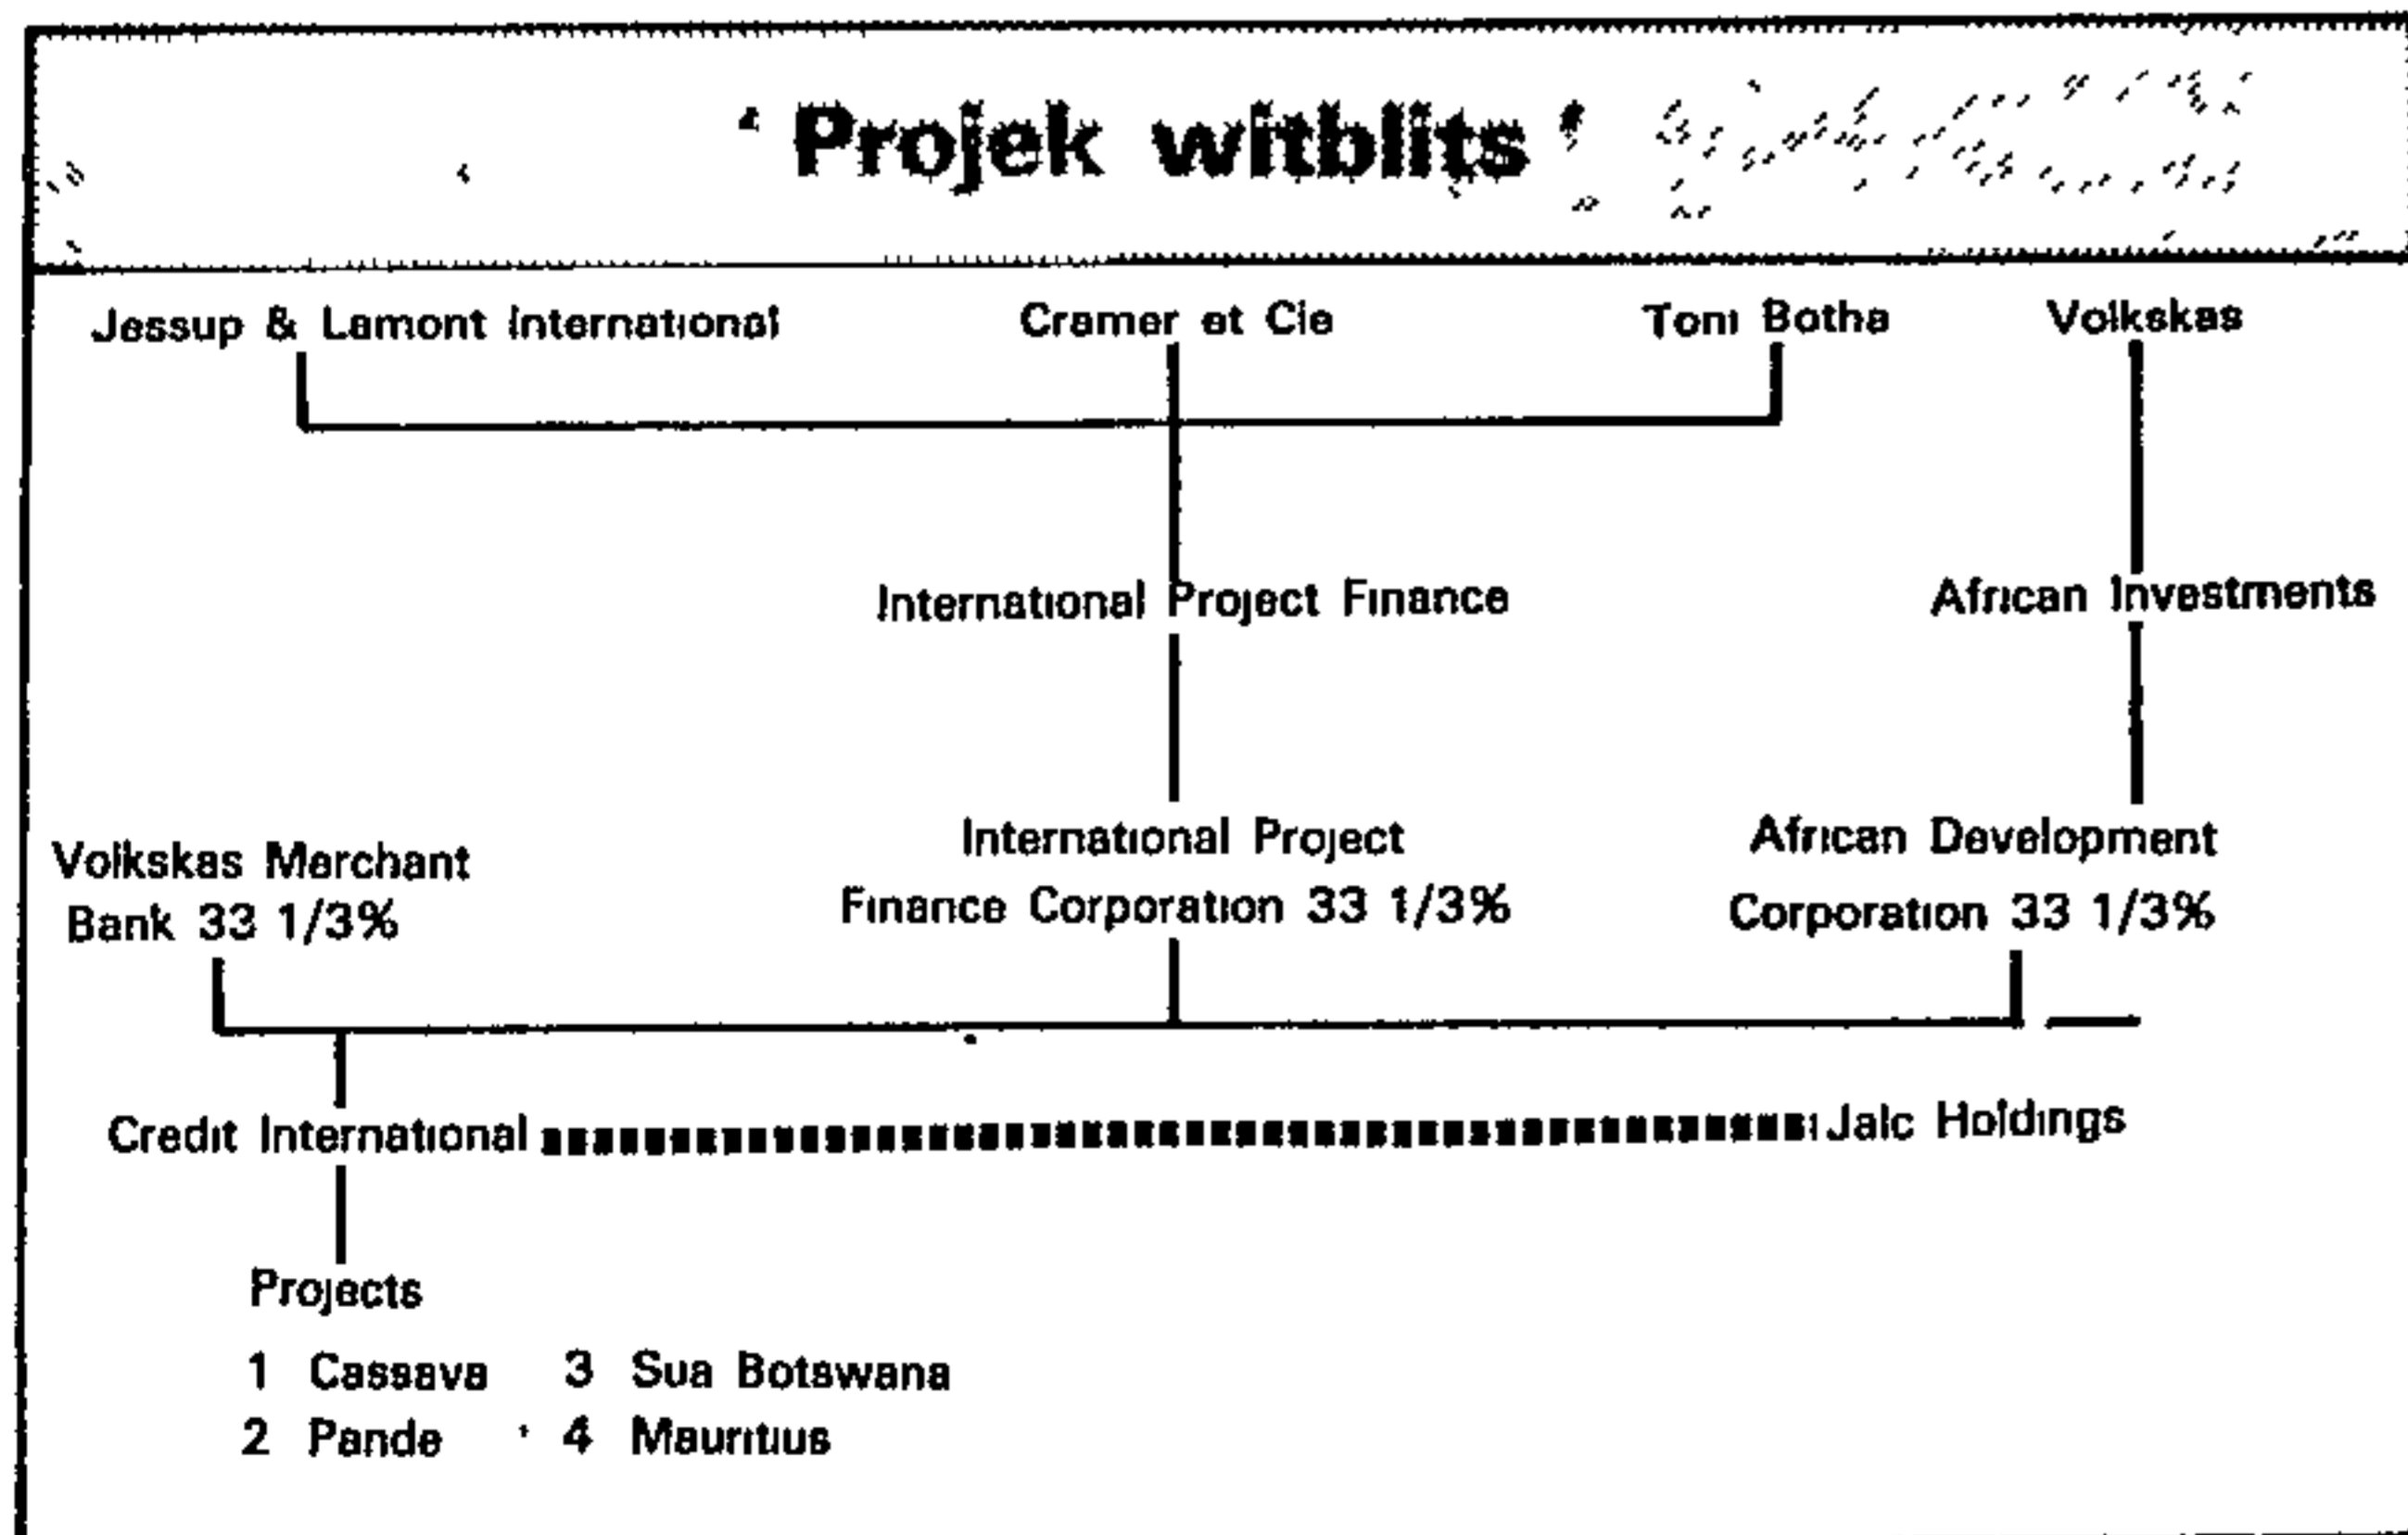 ‘Projek witblits’
Jessup & Lamont International
Cramer et Cie
Toni Botha
Volkskas
International Project Finance
African Investments
Volkskas Merchant
Bank 33 1/3%
International Project
Finance Corporation 33 1/3%
African Development
Corporation 33 1/3%
Credit International
Jalc Holdings
Projects
1 Cassava 3 Sua Botswana
2 Pande 4 Mauritius